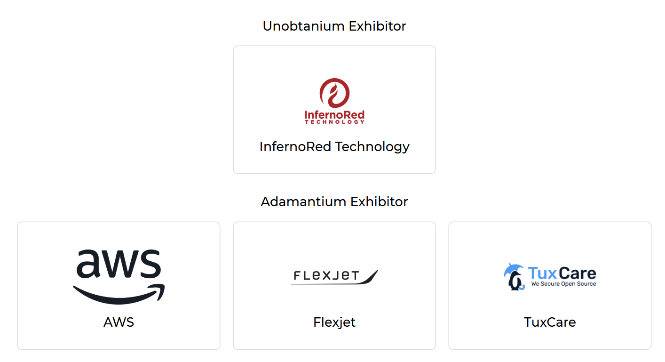 Unobtanium Exhibitor
InfernoRed
TECHNOLOGY
InfernoRed Technology
Adamantium Exhibitor
aws
AWS
FLEXJET
Flexjet
TuxCare
We Secure Open Source
TuxCare